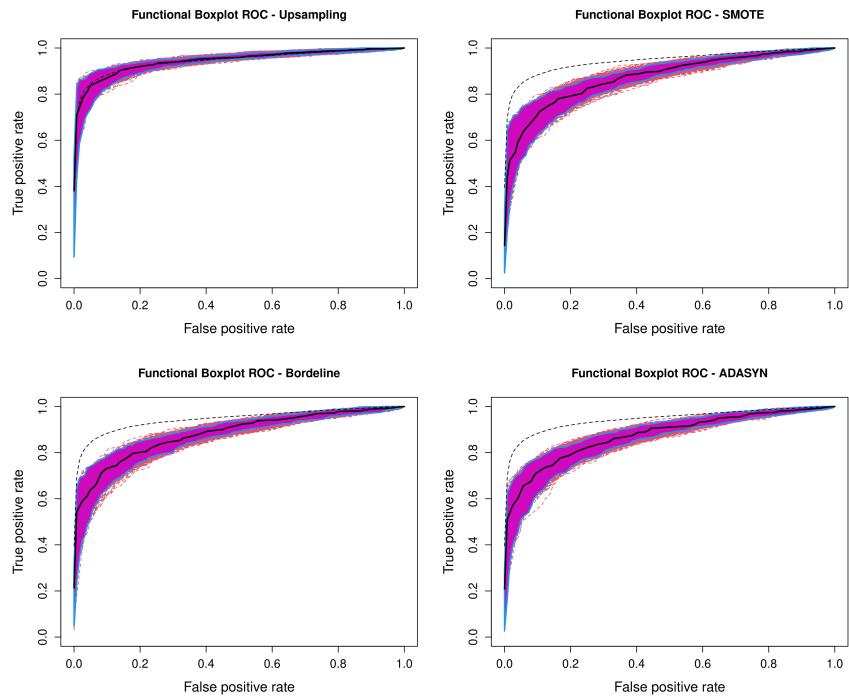 Functional Boxplot ROC - Upsampling
True positive rate
1.0
0.8
0.6
0.4
0.2
0.0
0.0 0.2 0.4 0.6 0.8 1.0
False positive rate
Functional Boxplot ROC - SMOTE
True positive rate
1.0
0.8
0.6
0.4
0.2
0.0
0.0 0.2 0.4 0.6 0.8 1.0
False positive rate
Functional Boxplot ROC - Bordeline
True positive rate
1.0
0.8
0.6
0.4
0.2
0.0
0.0 0.2 0.4 0.6 0.8 1.0
False positive rate
Functional Boxplot ROC - ADASYN
True positive rate
1.0
0.8
0.6
0.4
0.2
0.0
0.0 0.2 0.4 0.6 0.8 1.0
False positive rate